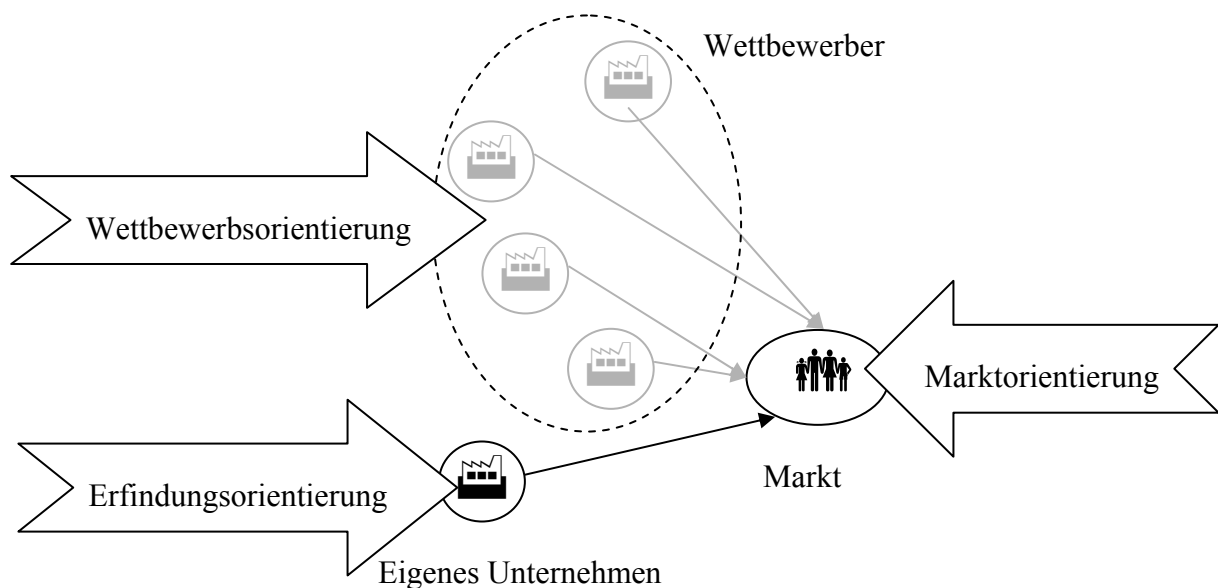 Wettbewerber
Wettbewerbsorientierung
Marktorientierung
Markt
Erfindungsorientierung
Eigenes Unternehmen